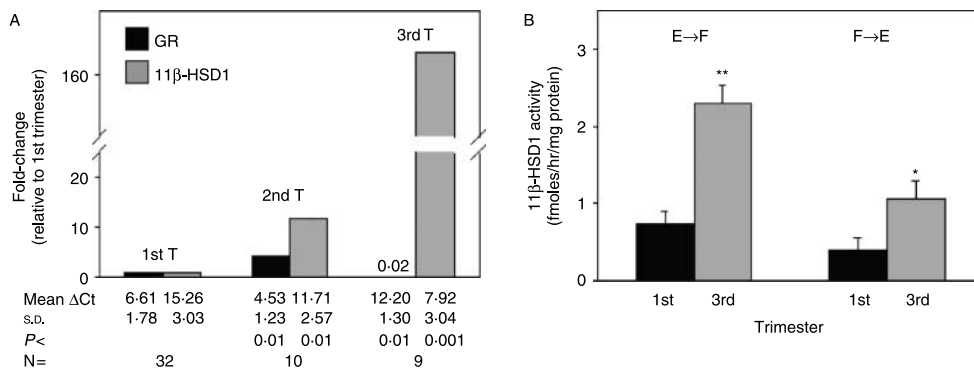 A
GR
11β-HSD1
Fold-change
(relative to 1st trimester)
160
20
10
0
1st T
2nd T
3rd T
0·02
Mean ΔCt 6·61 15·26 4·53 11·71 12·20 7·92
S.D. 1·78 3·03 1·23 2·57 1·30 3·04
P< 0·01 0·01 0·01 0·001
N= 32 10 9
B
E→F F→E
11β-HSD1 activity
(fmoles/hr/mg protein)
3
2
1
0
**
*
1st 3rd 1st 3rd
Trimester